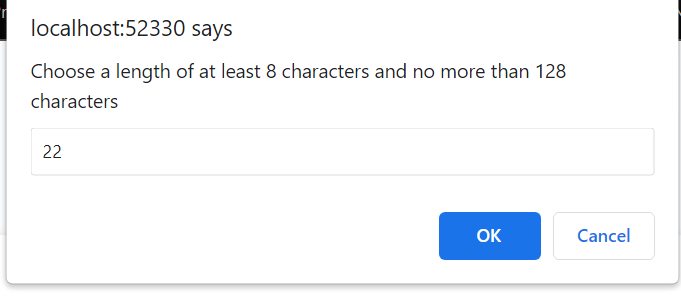 localhost:52330 says
Choose a length of at least 8 characters and no more than 128
characters
22
OK Cancel